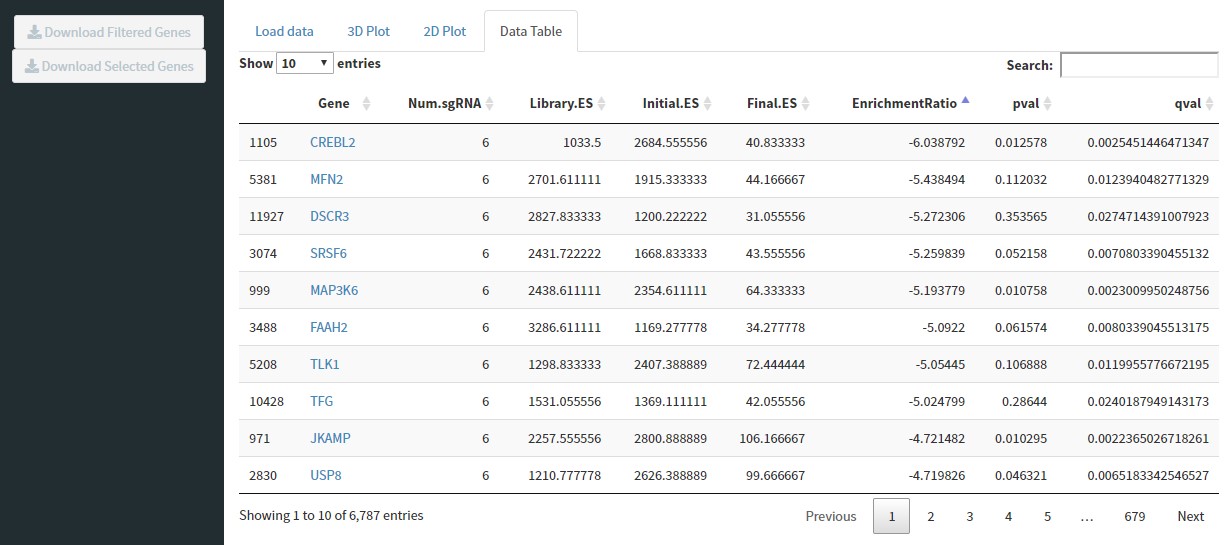 Download Filtered Genes
Download Selected Genes
Load data 3D Plot 2D Plot Data Table
Show 10 entries Search:
Gene Num.sgRNA Library.ES Initial.ES Final.ES EnrichmentRatio pval qval
1105 CREBL2 6 1033.5 2684.555556 40.833333 -6.038792 0.012578 0.0025451446471347
5381 MFN2 6 2701.611111 1915.333333 44.166667 -5.438494 0.112032 0.0123940482771329
11927 DSCR3 6 2827.833333 1200.222222 31.055556 -5.272306 0.353565 0.0274714391007923
3074 SRSF6 6 2431.722222 1668.833333 43.555556 -5.259839 0.052158 0.0070803390455132
999 MAP3K6 6 2438.611111 2354.611111 64.333333 -5.193779 0.010758 0.0023009950248756
3488 FAAH2 6 3286.611111 1169.277778 34.277778 -5.0922 0.061574 0.0080339045513175
5208 TLK1 6 1298.833333 2407.388889 72.444444 -5.05445 0.106888 0.0119955776672195
10428 TFG 6 1531.055556 1369.111111 42.055556 -5.024799 0.28644 0.0240187949143173
971 JKAMP 6 2257.555556 2800.888889 106.166667 -4.721482 0.010295 0.0022365026718261
2830 USP8 6 1210.777778 2626.388889 99.666667 -4.719826 0.046321 0.0065183342546527
Showing 1 to 10 of 6,787 entries Previous 1 2 3 4 5 … 679 Next